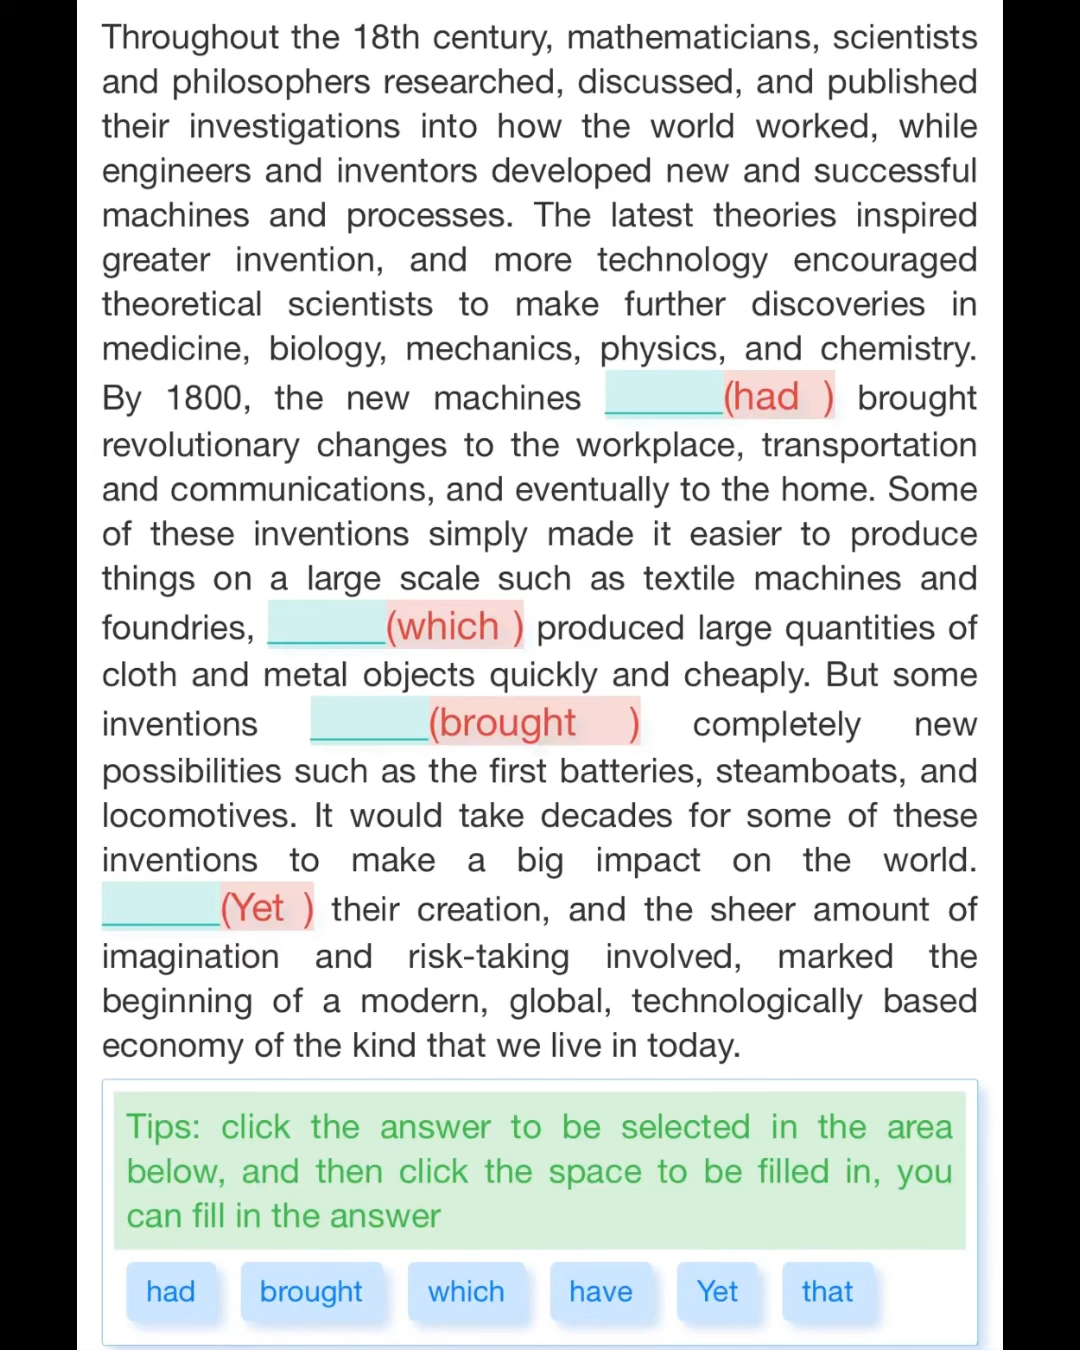 Throughout the 18th century, mathematicians, scientists
and philosophers researched, discussed, and published
their investigations into how the world worked, while
engineers and inventors developed new and successful
machines and processes. The latest theories inspired
greater invention, and more technology encouraged
theoretical scientists to make further discoveries in
medicine, biology, mechanics, physics, and chemistry.
By 1800, the new machines ______(had ) brought
revolutionary changes to the workplace, transportation
and communications, and eventually to the home. Some
of these inventions simply made it easier to produce
things on a large scale such as textile machines and
foundries, ______(which ) produced large quantities of
cloth and metal objects quickly and cheaply. But some
inventions ______(brought ) completely new
possibilities such as the first batteries, steamboats, and
locomotives. It would take decades for some of these
inventions to make a big impact on the world.
______(Yet ) their creation, and the sheer amount of
imagination and risk-taking involved, marked the
beginning of a modern, global, technologically based
economy of the kind that we live in today.
Tips: click the answer to be selected in the area
below, and then click the space to be filled in, you
can fill in the answer
had brought which have Yet that